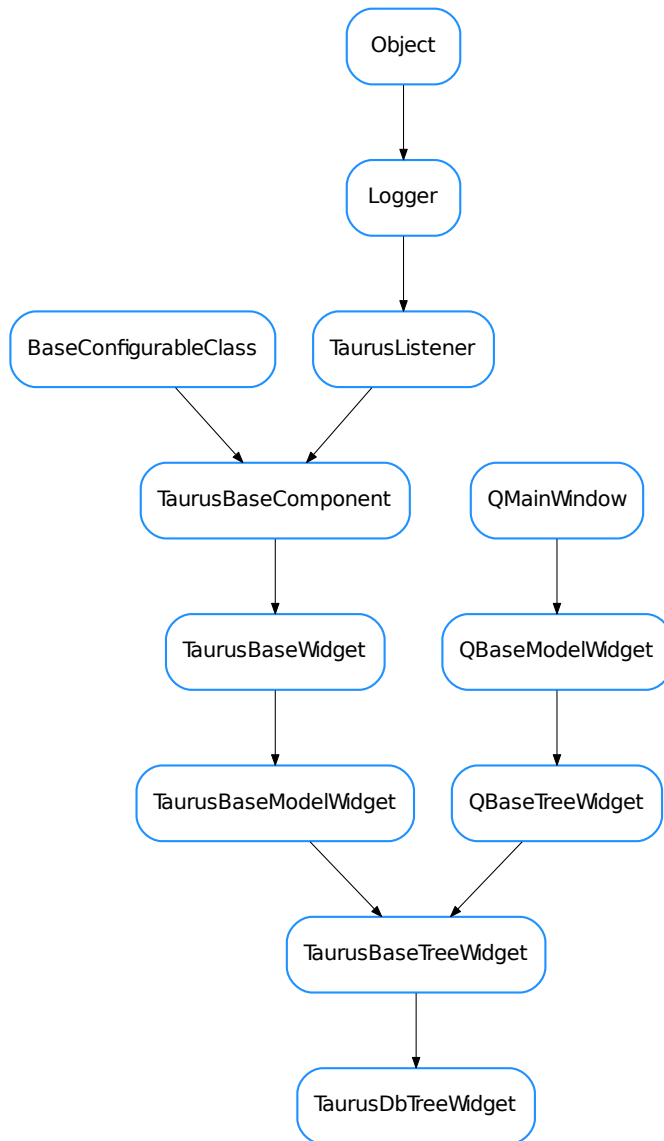 Object
Logger
BaseConfigurableClass
TaurusListener
TaurusBaseComponent
QMainWindow
TaurusBaseWidget
QBaseModelWidget
TaurusBaseModelWidget
QBaseTreeWidget
TaurusBaseTreeWidget
TaurusDbTreeWidget